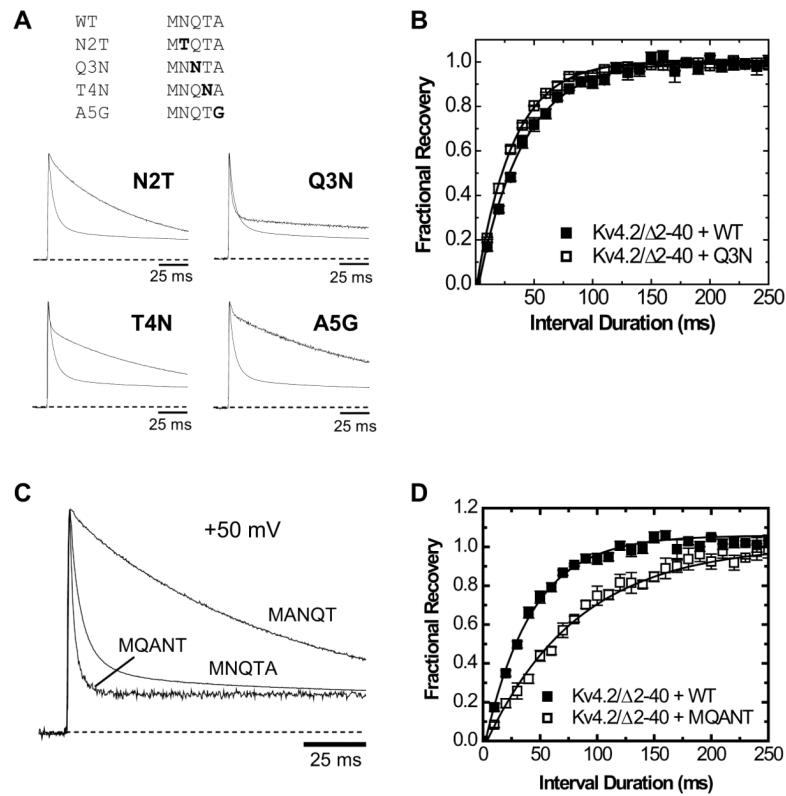 A
WT MNQTA
N2T MTQTA
Q3N MNNTA
T4N MNQNA
A5G MNQTG
N2T
25 ms
Q3N
25 ms
T4N
25 ms
A5G
25 ms
B
Fractional Recovery
1.0
0.8
0.6
0.4
0.2
0.0
Kv4.2/Δ2-40 + WT
Kv4.2/Δ2-40 + Q3N
50 100 150 200 250
Interval Duration (ms)
C
+50 mV
MANQT
MQANT
MNQTA
25 ms
D
Fractional Recovery
1.2
1.0
0.8
0.6
0.4
0.2
0.0
Kv4.2/Δ2-40 + WT
Kv4.2/Δ2-40 + MQANT
0 50 100 150 200 250
Interval Duration (ms)